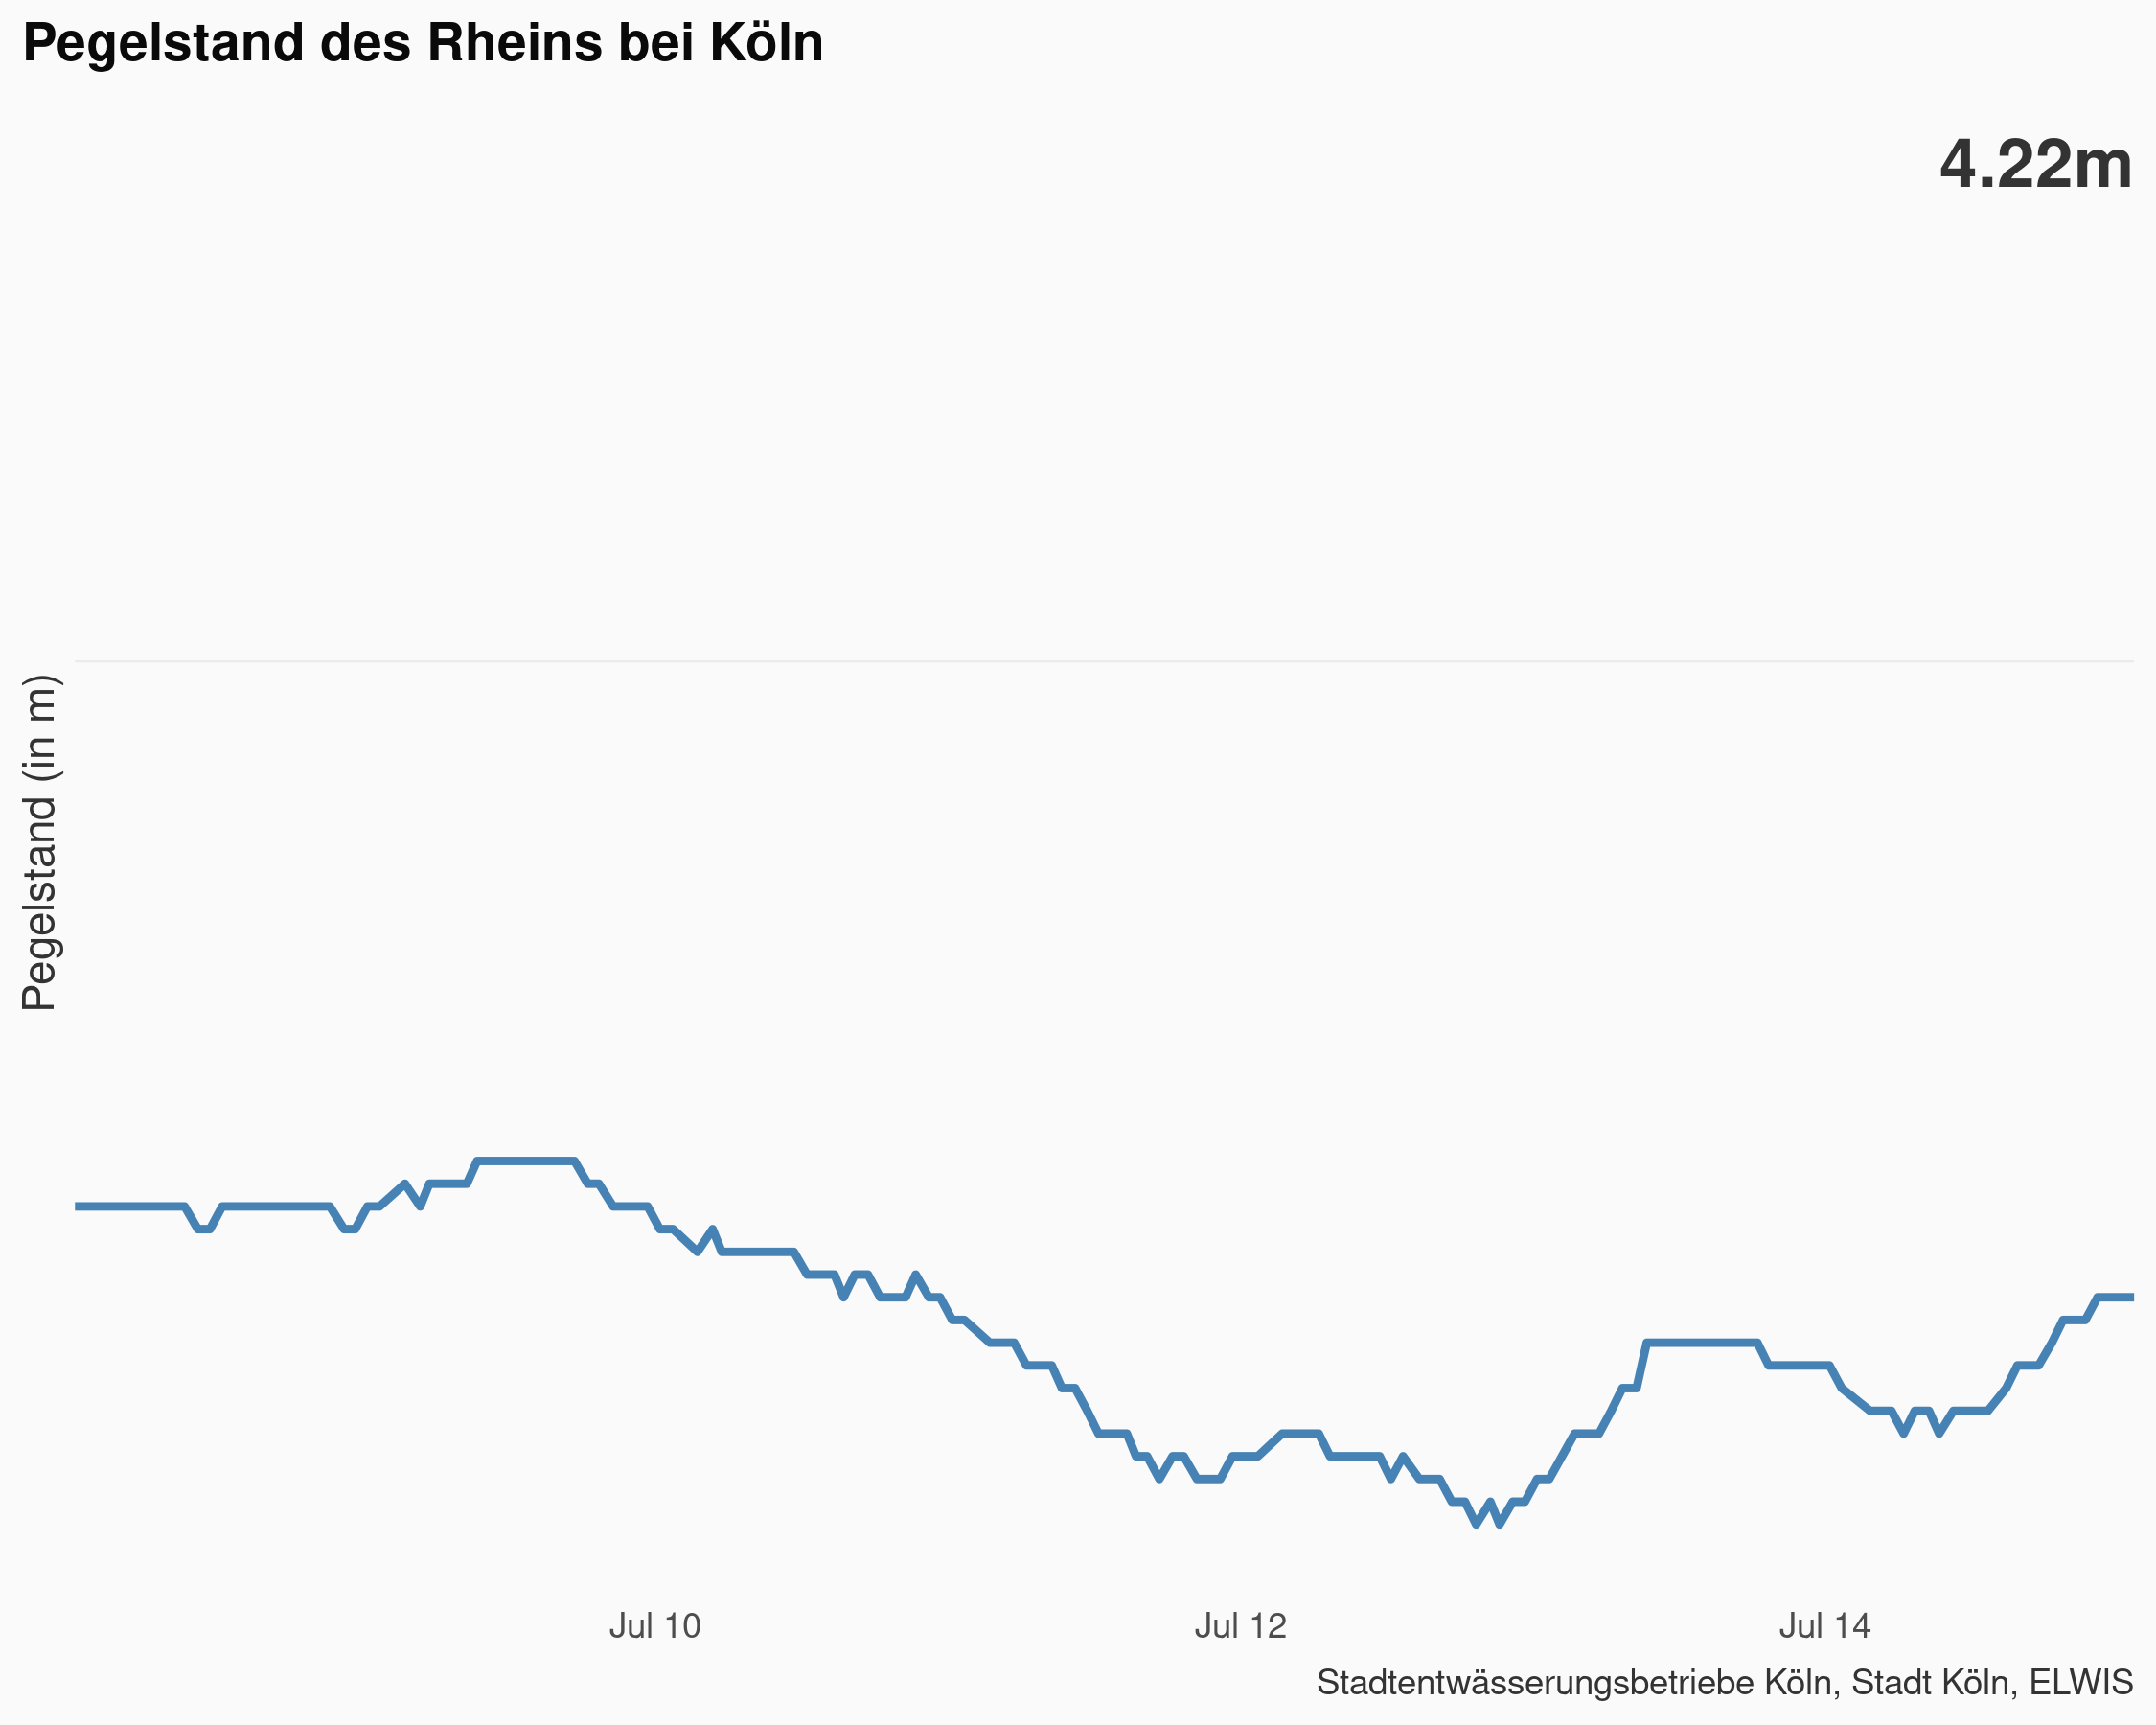 Pegelstand des Rheins bei Köln
4.22m
Pegelstand (in m)
Jul 10
Jul 12
Jul 14
Stadtentwässerungsbetriebe Köln, Stadt Köln, ELWIS